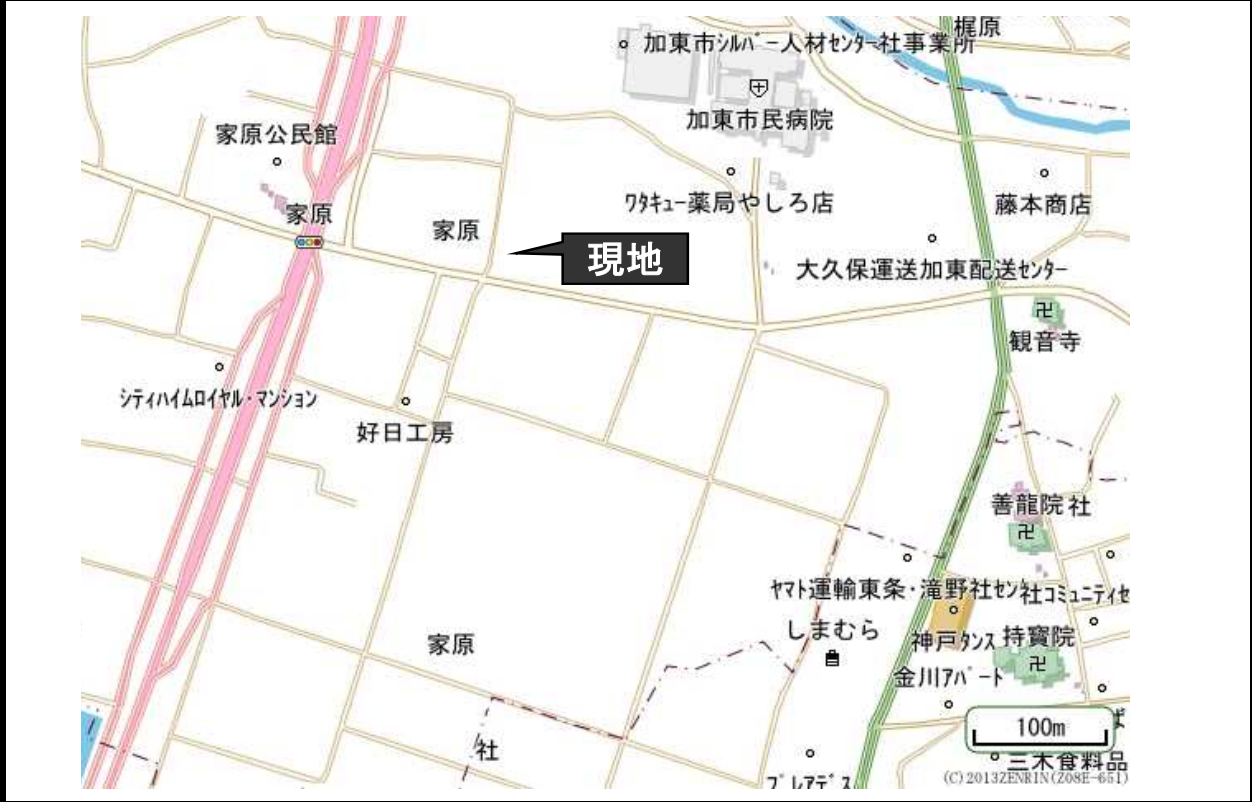 梶原
加東市ｼﾙﾊﾞｰ人材ｾﾝﾀｰ社事業所
加東市民病院
家原公民館
ﾜﾀｷｭｰ薬局やしろ店
藤本商店
家原
家原
現地
大久保運送加東配送ｾﾝﾀｰ
観音寺
ｼﾃｨﾊｲﾑﾛｲﾔﾙ･ﾏﾝｼｮﾝ
好日工房
善龍院
社
ﾔﾏﾄ運輸東条･滝野社ｾﾝ
社ｺﾐｭﾆﾃｨｾ
しまむら
神戸ﾀﾝｽ
持寶院
家原
金川ｱﾊﾟｰﾄ
100m
ば
社
三木食料品
ﾌﾟﾚｱﾃﾞｽ
(C)2013ZENRIN(Z08E-651)